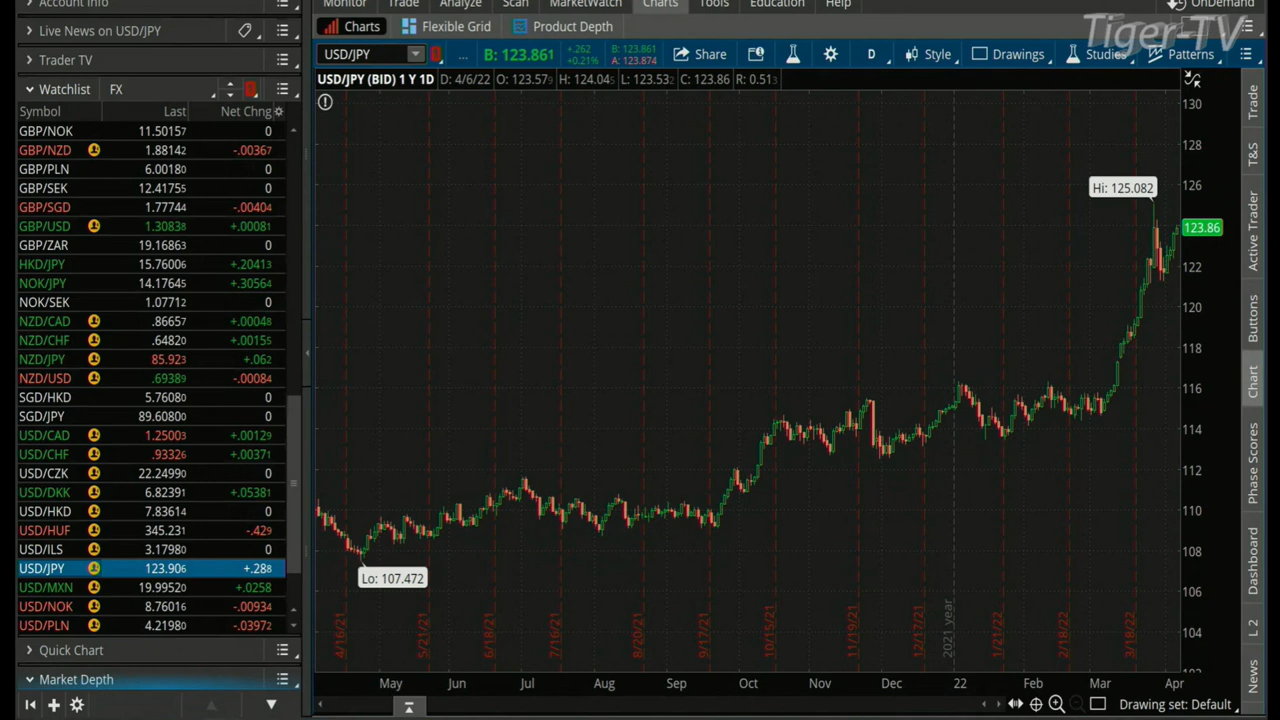 Account Info
Monitor Trade Analyze Scan MarketWatch Charts Tools Education Help
OnDemand
Tiger-TV
Live News on USD/JPY
Charts Flexible Grid Product Depth
Trader TV
USD/JPY B: 123.861 +.262 +0.21% B: 123.861 A: 123.874 Share D Style Drawings Studies Patterns
Watchlist FX
USD/JPY (BID) 1 Y 1D D: 4/6/22 O: 123.579 H: 124.045 L: 123.532 C: 123.86 R: 0.513
Symbol Last Net Chng
GBP/NOK 11.50157 0
GBP/NZD 1.88142 -.00367
GBP/PLN 6.00180 0
GBP/SEK 12.41755 0
GBP/SGD 1.77744 -.00404
GBP/USD 1.30838 +.00081
GBP/ZAR 19.16863 0
HKD/JPY 15.76006 +.20413
NOK/JPY 14.17645 +.30564
NOK/SEK 1.07712 0
NZD/CAD .86657 +.00048
NZD/CHF .64820 +.00155
NZD/JPY 85.923 +.062
NZD/USD .69389 -.00084
SGD/HKD 5.76080 0
SGD/JPY 89.60800 0
USD/CAD 1.25003 +.00129
USD/CHF .93326 +.00371
USD/CZK 22.24990 0
USD/DKK 6.82391 +.05381
USD/HKD 7.83614 0
USD/HUF 345.231 -.429
USD/ILS 3.17980 0
USD/JPY 123.906 +.288
USD/MXN 19.99520 +.0258
USD/NOK 8.76016 -.00934
USD/PLN 4.21980 -.03972
Quick Chart
Market Depth
Hi: 125.082
123.86
Lo: 107.472
130
128
126
122
120
118
116
114
112
110
108
106
104
4/16/21 5/21/21 6/18/21 7/16/21 8/20/21 9/17/21 10/15/21 11/19/21 12/17/21 2021 year 1/21/22 2/18/22 3/18/22
May Jun Jul Aug Sep Oct Nov Dec 22 Feb Mar Apr
Drawing set: Default
Trade
T&S
Active Trader
Buttons
Chart
Phase Scores
Dashboard
L 2
News